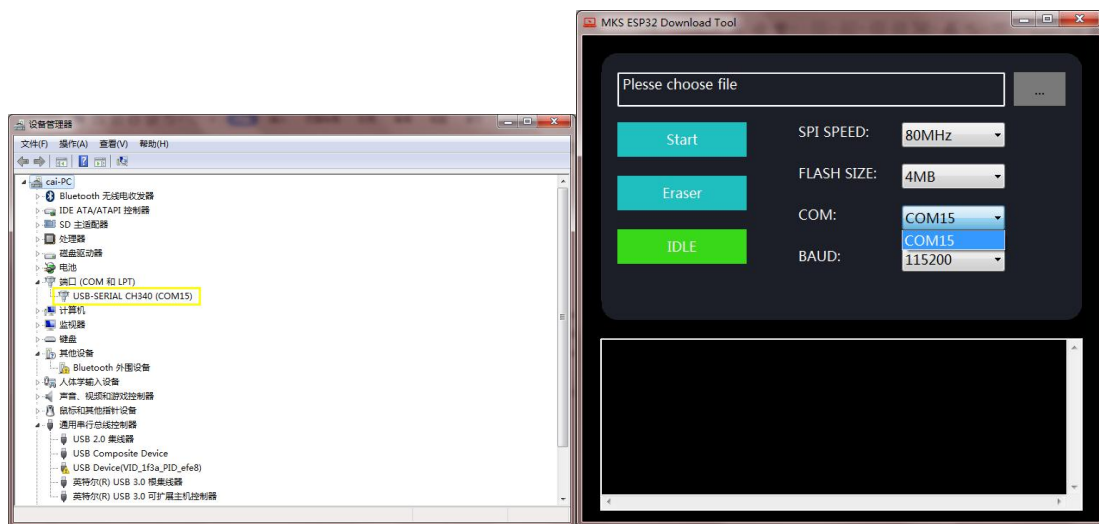 设备管理器
文件(F) 操作(A) 查看(V) 帮助(H)
cai-PC
Bluetooth 无线电收发器
IDE ATA/ATAPI 控制器
SD 主适配器
处理器
磁盘驱动器
电池
端口 (COM 和 LPT)
USB-SERIAL CH340 (COM15)
计算机
监视器
键盘
其他设备
Bluetooth 外围设备
人体学输入设备
声音、视频和游戏控制器
鼠标和其他指针设备
通用串行总线控制器
USB 2.0 集线器
USB Composite Device
USB Device(VID_1f3a_PID_efe8)
英特尔(R) USB 3.0 根集线器
英特尔(R) USB 3.0 可扩展主机控制器
MKS ESP32 Download Tool
Plesse choose file
...
Start
SPI SPEED:
80MHz
Eraser
FLASH SIZE:
4MB
IDLE
COM:
COM15
COM15
BAUD:
115200